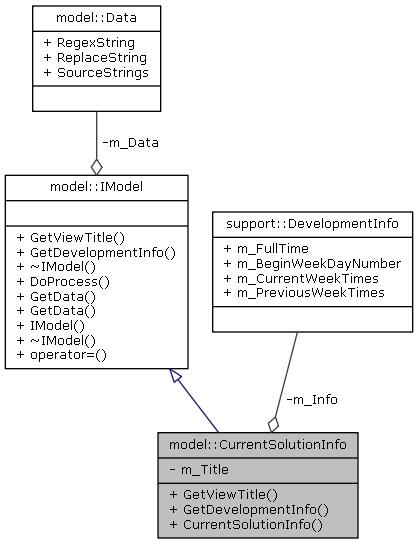 model::Data
+ RegexString
+ ReplaceString
+ SourceStrings
-m_Data
model::IModel
+ GetViewTitle()
+ GetDevelopmentInfo()
+ ~IModel()
+ DoProcess()
+ GetData()
+ GetData()
+ IModel()
+ ~IModel()
+ operator=()
support::DevelopmentInfo
+ m_FullTime
+ m_BeginWeekDayNumber
+ m_CurrentWeekTimes
+ m_PreviousWeekTimes
-m_Info
model::CurrentSolutionInfo
- m_Title
+ GetViewTitle()
+ GetDevelopmentInfo()
+ CurrentSolutionInfo()